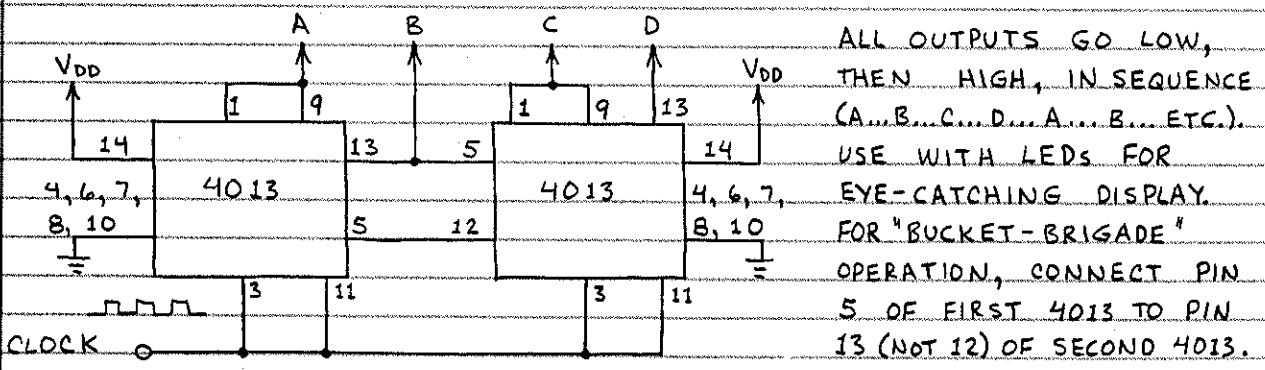 A B C D
VDD VDD
1 9 1 9 13
14 13 5 14
4013 4013
4, 6, 7, 4, 6, 7,
8, 10 5 12 8, 10
3 11 3 11
CLOCK
ALL OUTPUTS GO LOW,
THEN HIGH, IN SEQUENCE
(A...B...C...D...A...B...ETC.).
USE WITH LEDs FOR
EYE-CATCHING DISPLAY.
FOR "BUCKET-BRIGADE"
OPERATION, CONNECT PIN
5 OF FIRST 4013 TO PIN
13 (NOT 12) OF SECOND 4013.